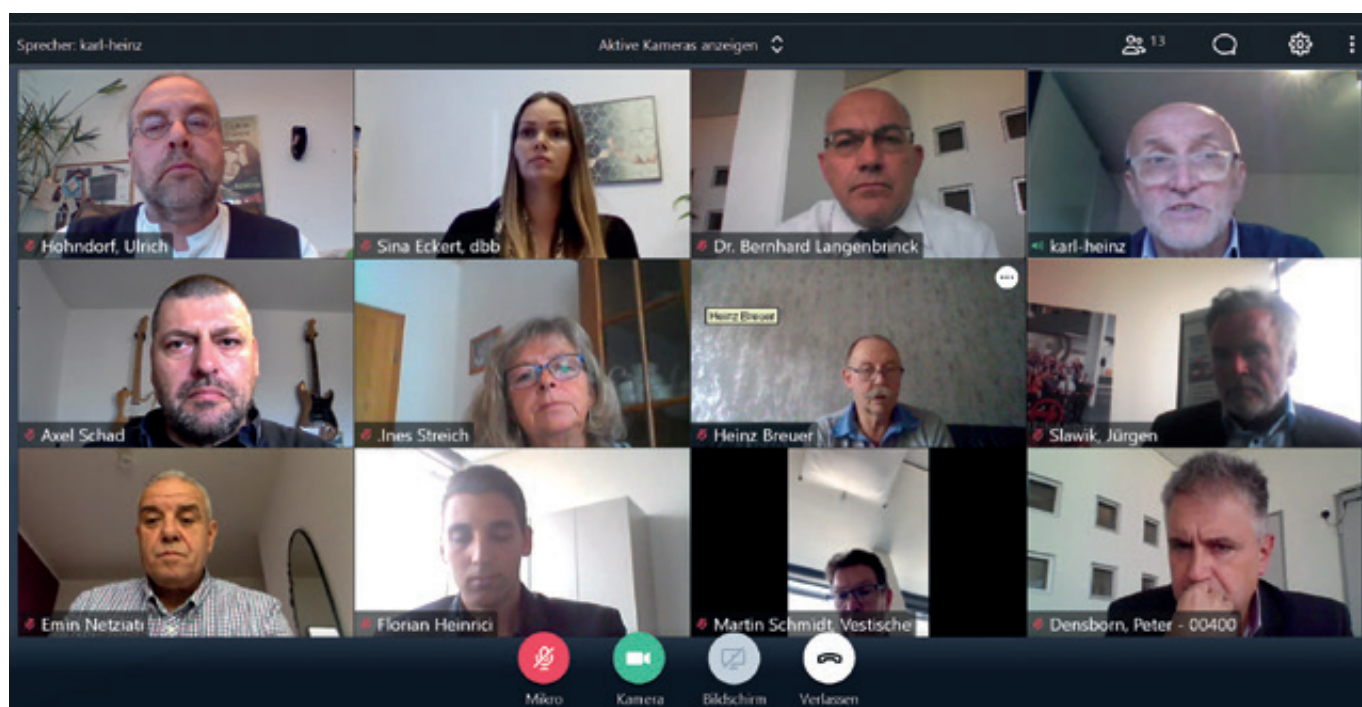 Sprecher: karl-heinz
Aktive Kameras anzeigen
13
Hohndorf, Ulrich
Sina Eckert, dbb
Dr. Bernhard Langenbrinck
karl-heinz
Axel Schad
.Ines Streich
Heinz Breuer
Heinz Breuer
Slawik, Jürgen
Emin Netziati
Florian Heinrici
Martin Schmidt, Vestische
Densborn, Peter - 00400
Mikro
Kamera
Bildschirm
Verlassen